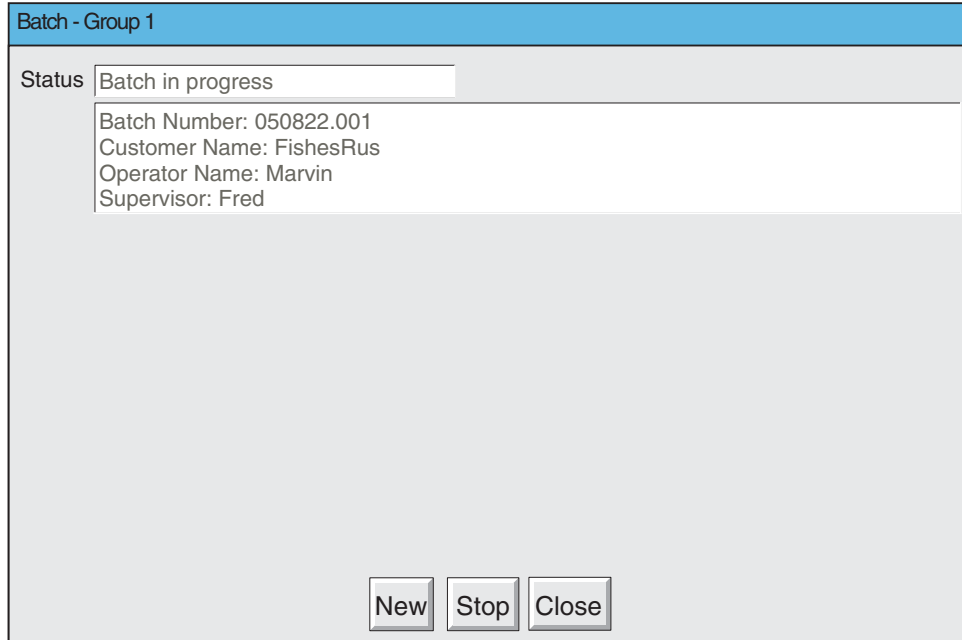 Batch - Group 1
Status Batch in progress
Batch Number: 050822.001
Customer Name: FishesRus
Operator Name: Marvin
Supervisor: Fred
New Stop Close